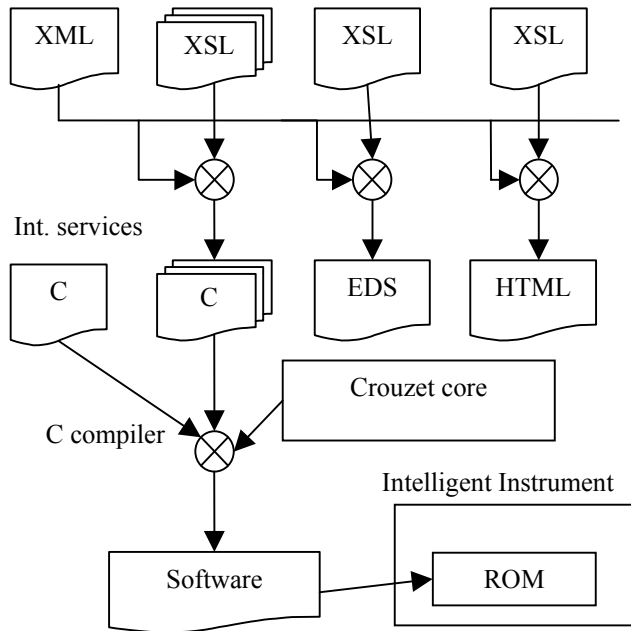 XML
XSL
XSL
XSL
Int. services
C
C
EDS
HTML
Crouzet core
C compiler
Intelligent Instrument
Software
ROM